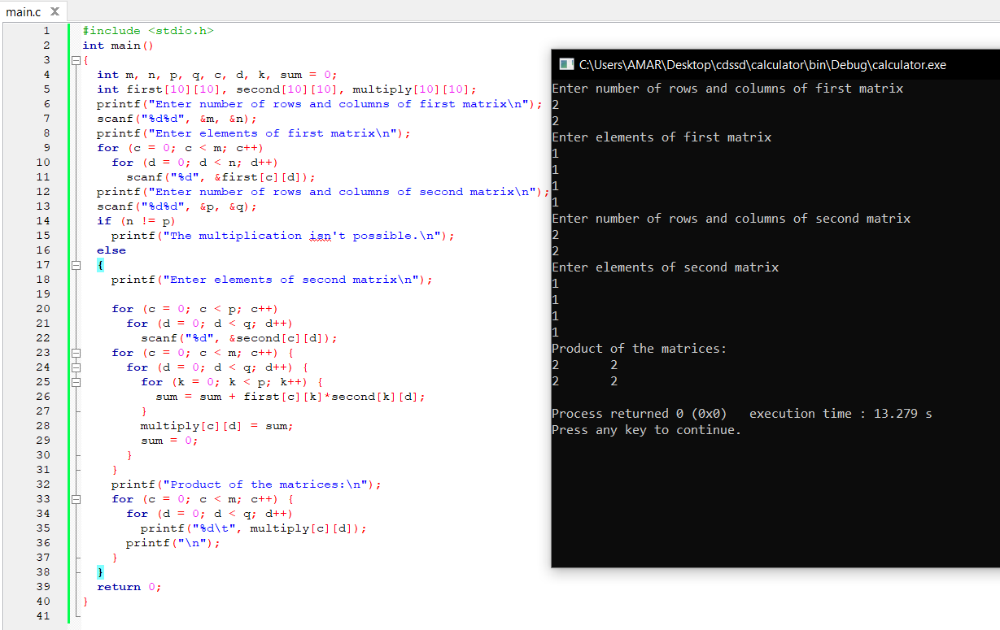 main.c X
1 #include <stdio.h>
2 int main()
3 {
4 int m, n, p, q, c, d, k, sum = 0;
5 int first[10][10], second[10][10], multiply[10][10];
6 printf("Enter number of rows and columns of first matrix\n");
7 scanf("%d%d", &m, &n);
8 printf("Enter elements of first matrix\n");
9 for (c = 0; c < m; c++)
10 for (d = 0; d < n; d++)
11 scanf("%d", &first[c][d]);
12 printf("Enter number of rows and columns of second matrix\n");
13 scanf("%d%d", &p, &q);
14 if (n != p)
15 printf("The multiplication isn't possible.\n");
16 else
17 {
18 printf("Enter elements of second matrix\n");
19
20 for (c = 0; c < p; c++)
21 for (d = 0; d < q; d++)
22 scanf("%d", &second[c][d]);
23 for (c = 0; c < m; c++) {
24 for (d = 0; d < q; d++) {
25 for (k = 0; k < p; k++) {
26 sum = sum + first[c][k]*second[k][d];
27 }
28 multiply[c][d] = sum;
29 sum = 0;
30 }
31 }
32 printf("Product of the matrices:\n");
33 for (c = 0; c < m; c++) {
34 for (d = 0; d < q; d++)
35 printf("%d\t", multiply[c][d]);
36 printf("\n");
37 }
38 }
39 return 0;
40 }
41
C:\Users\AMAR\Desktop\cdssd\calculator\bin\Debug\calculator.exe
Enter number of rows and columns of first matrix
2
2
Enter elements of first matrix
1
1
1
1
Enter number of rows and columns of second matrix
2
2
Enter elements of second matrix
1
1
1
1
Product of the matrices:
2 2
2 2
Process returned 0 (0x0) execution time : 13.279 s
Press any key to continue.